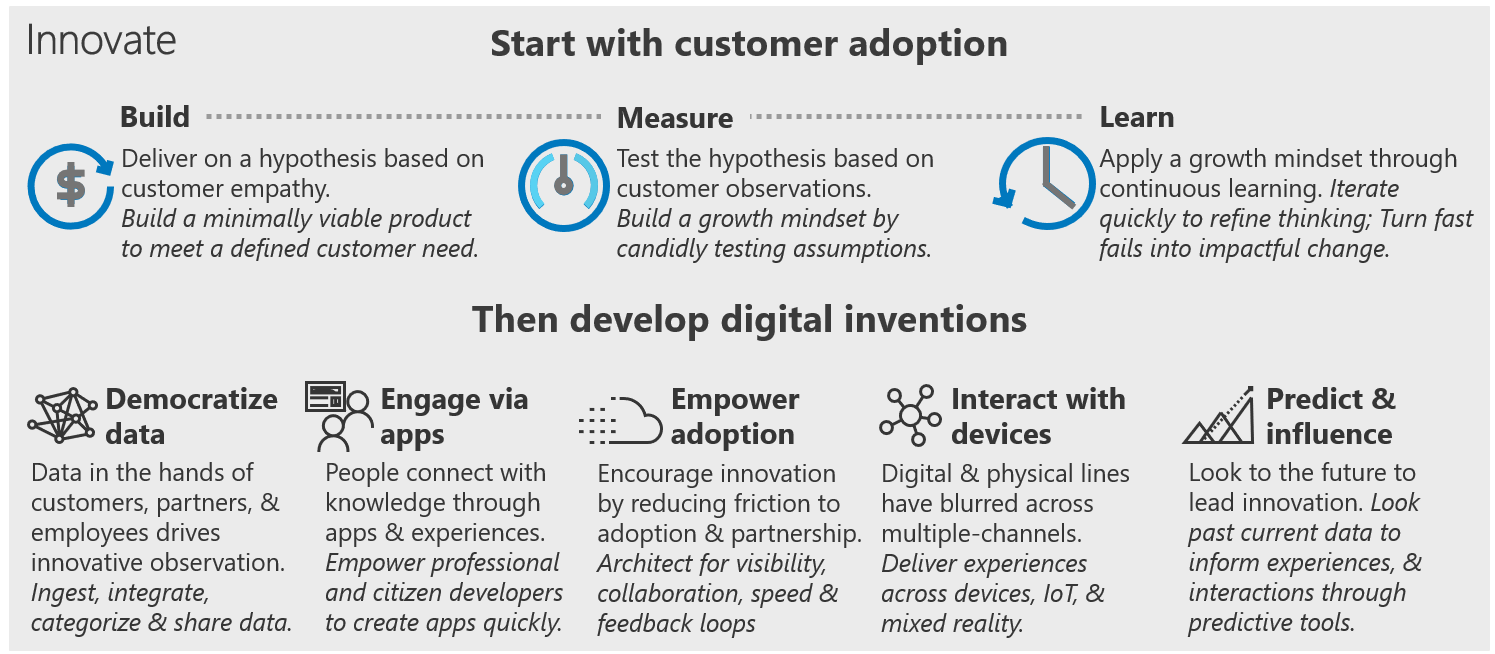 Innovate
Start with customer adoption
Build
Deliver on a hypothesis based on
customer empathy.
Build a minimally viable product
to meet a defined customer need.
Measure
Test the hypothesis based on
customer observations.
Build a growth mindset by
candidly testing assumptions.
Learn
Apply a growth mindset through
continuous learning. Iterate
quickly to refine thinking; Turn fast
fails into impactful change.
$
Then develop digital inventions
Democratize
data
Data in the hands of
customers, partners, &
employees drives
innovative observation.
Ingest, integrate,
categorize & share data.
Engage via
apps
People connect with
knowledge through
apps & experiences.
Empower professional
and citizen developers
to create apps quickly.
Empower
adoption
Encourage innovation
by reducing friction to
adoption & partnership.
Architect for visibility,
collaboration, speed &
feedback loops
Interact with
devices
Digital & physical lines
have blurred across
multiple-channels.
Deliver experiences
across devices, IoT, &
mixed reality.
Predict &
influence
Look to the future to
lead innovation. Look
past current data to
inform experiences, &
interactions through
predictive tools.